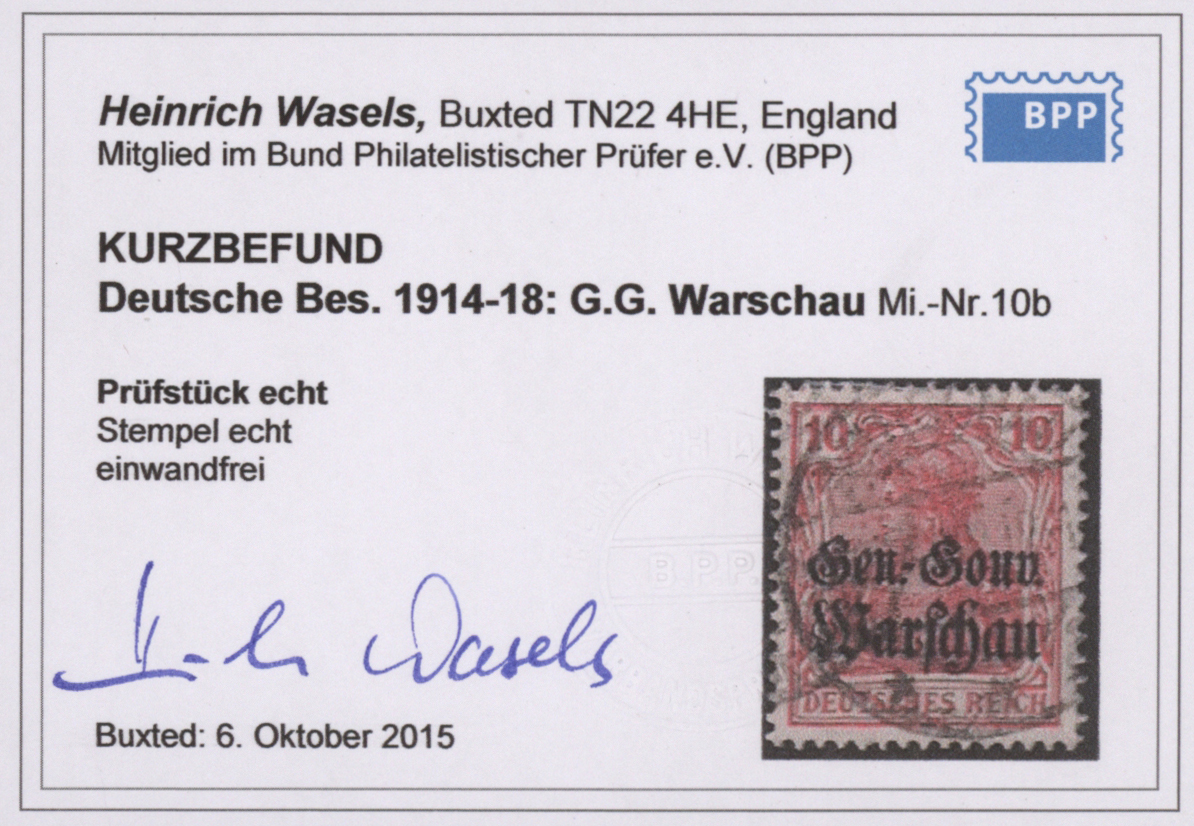 Heinrich Wasels, Buxted TN22 4HE, England
Mitglied im Bund Philatelistischer Prüfer e.V. (BPP)
BPP
KURZBEFUND
Deutsche Bes. 1914-18: G.G. Warschau Mi.-Nr.10b
Prüfstück echt
Stempel echt
einwandfrei
10 10
Gen.-Gouv.
Warschau
DEUTSCHES REICH
B.P.P.
Wasels
Buxted: 6. Oktober 2015